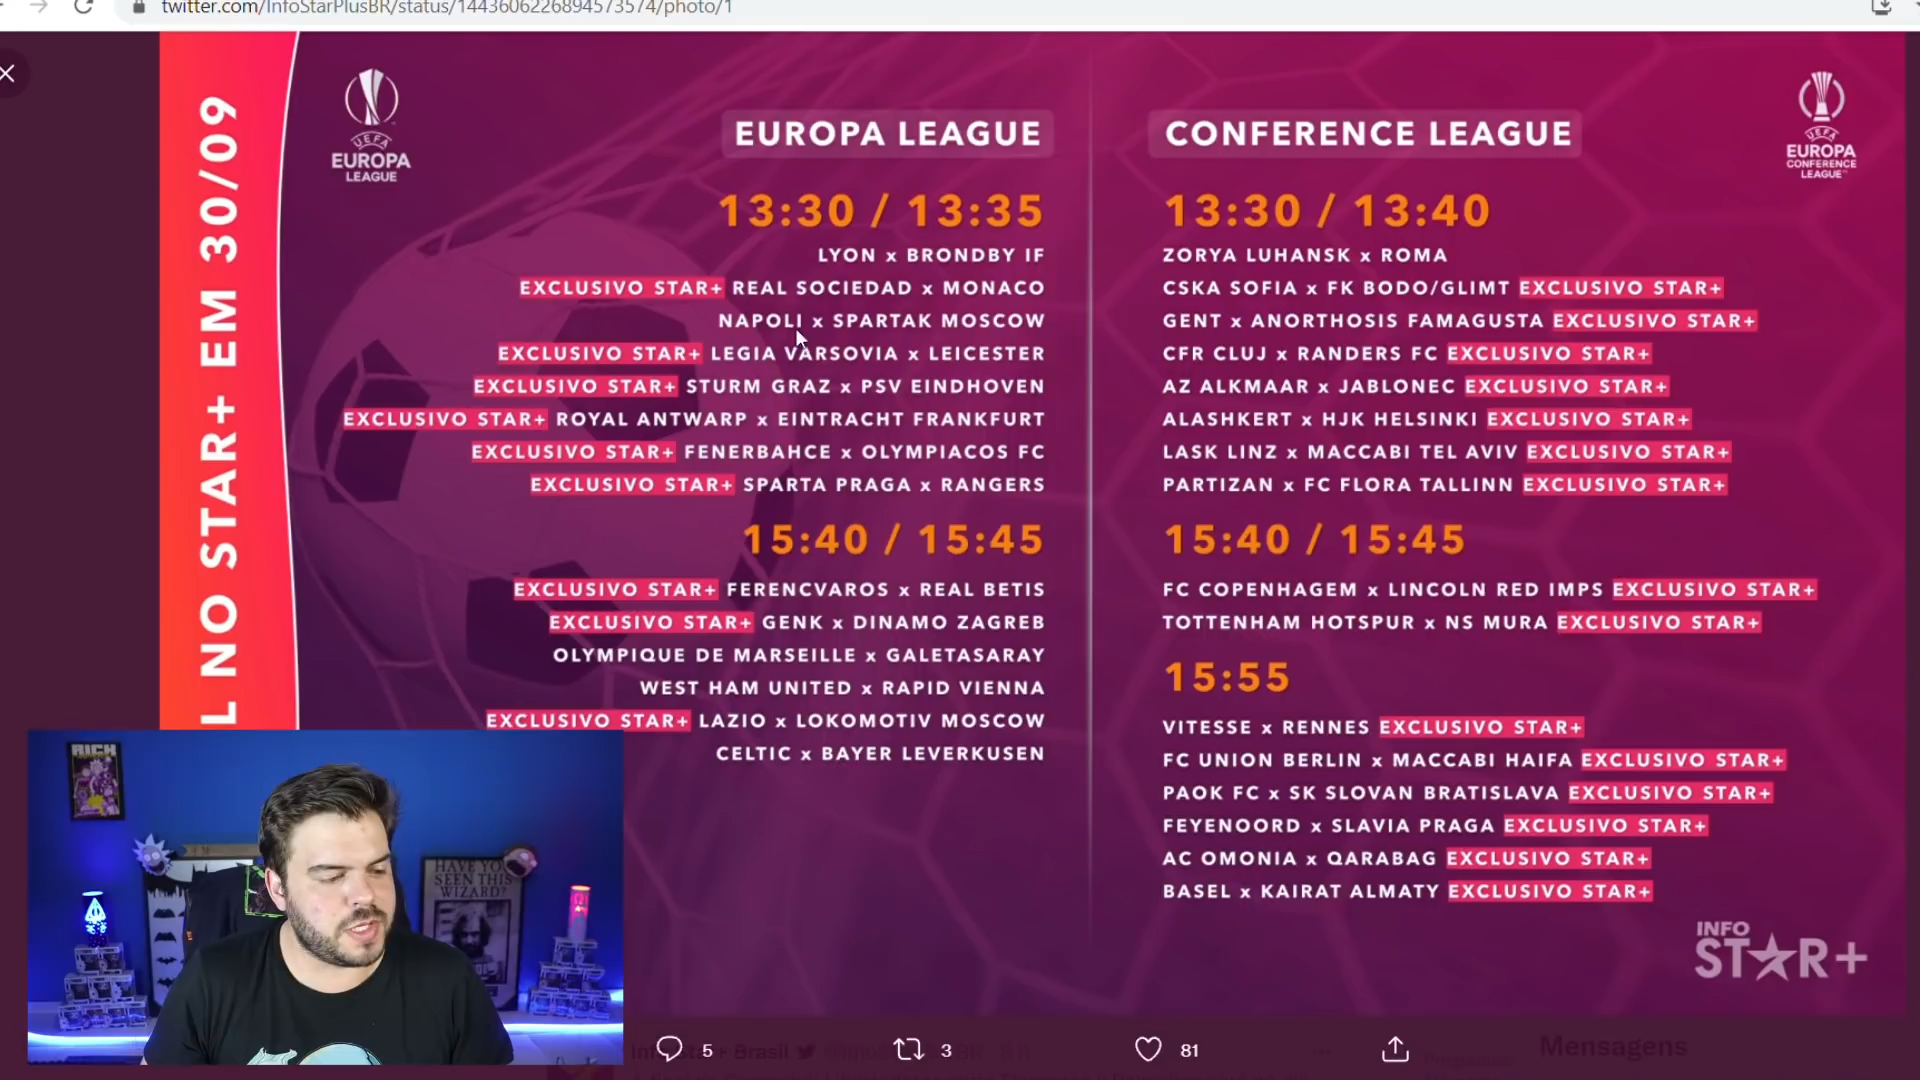 twitter.com/InfoStarPlusBR/status/1443606226894573574/photo/1
L NO STAR+ EM 30/09
UEFA
EUROPA
LEAGUE
EUROPA LEAGUE
13:30 / 13:35
LYON x BRONDBY IF
EXCLUSIVO STAR+ REAL SOCIEDAD x MONACO
NAPOLI x SPARTAK MOSCOW
EXCLUSIVO STAR+ LEGIA VARSOVIA x LEICESTER
EXCLUSIVO STAR+ STURM GRAZ x PSV EINDHOVEN
EXCLUSIVO STAR+ ROYAL ANTWARP x EINTRACHT FRANKFURT
EXCLUSIVO STAR+ FENERBAHCE x OLYMPIACOS FC
EXCLUSIVO STAR+ SPARTA PRAGA x RANGERS
15:40 / 15:45
EXCLUSIVO STAR+ FERENCVAROS x REAL BETIS
EXCLUSIVO STAR+ GENK x DINAMO ZAGREB
OLYMPIQUE DE MARSEILLE x GALETASARAY
WEST HAM UNITED x RAPID VIENNA
EXCLUSIVO STAR+ LAZIO x LOKOMOTIV MOSCOW
CELTIC x BAYER LEVERKUSEN
CONFERENCE LEAGUE
UEFA
EUROPA
CONFERENCE
LEAGUE
13:30 / 13:40
ZORYA LUHANSK x ROMA
CSKA SOFIA x FK BODO/GLIMT EXCLUSIVO STAR+
GENT x ANORTHOSIS FAMAGUSTA EXCLUSIVO STAR+
CFR CLUJ x RANDERS FC EXCLUSIVO STAR+
AZ ALKMAAR x JABLONEC EXCLUSIVO STAR+
ALASHKERT x HJK HELSINKI EXCLUSIVO STAR+
LASK LINZ x MACCABI TEL AVIV EXCLUSIVO STAR+
PARTIZAN x FC FLORA TALLINN EXCLUSIVO STAR+
15:40 / 15:45
FC COPENHAGEM x LINCOLN RED IMPS EXCLUSIVO STAR+
TOTTENHAM HOTSPUR x NS MURA EXCLUSIVO STAR+
15:55
VITESSE x RENNES EXCLUSIVO STAR+
FC UNION BERLIN x MACCABI HAIFA EXCLUSIVO STAR+
PAOK FC x SK SLOVAN BRATISLAVA EXCLUSIVO STAR+
FEYENOORD x SLAVIA PRAGA EXCLUSIVO STAR+
AC OMONIA x QARABAG EXCLUSIVO STAR+
BASEL x KAIRAT ALMATY EXCLUSIVO STAR+
INFO
STAR+
HAVE YOU
SEEN THIS
WIZARD?
5
3
81
Mensagens